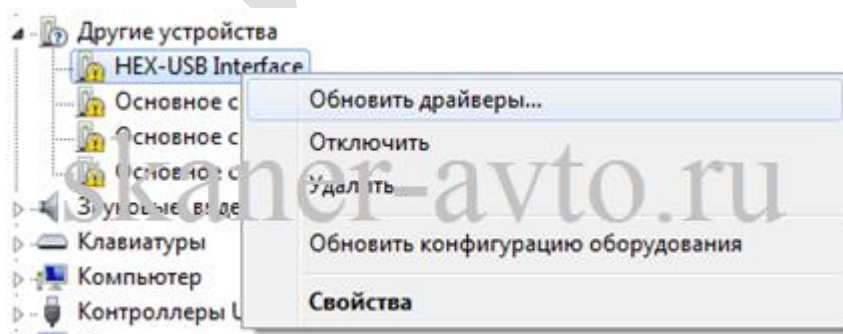 Другие устройства
HEX-USB Interface
Основное с
Основное с
Основное с
Звуковые, виде
Клавиатуры
Компьютер
Контроллеры U
Обновить драйверы...
Отключить
Удалить
Обновить конфигурацию оборудования
Свойства
skaner-avto.ru